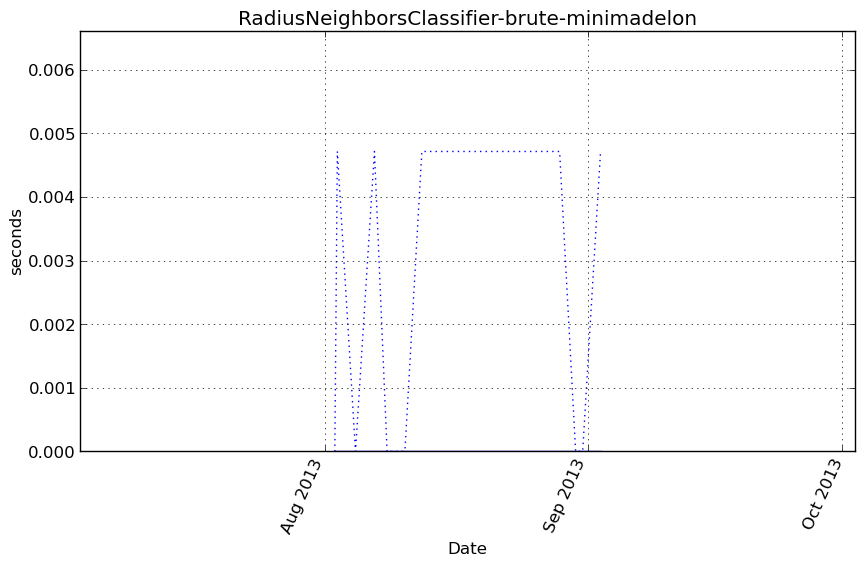 RadiusNeighborsClassifier-brute-minimadelon
0.006
0.005
0.004
0.003
0.002
0.001
0.000
seconds
Aug 2013
Sep 2013
Oct 2013
Date